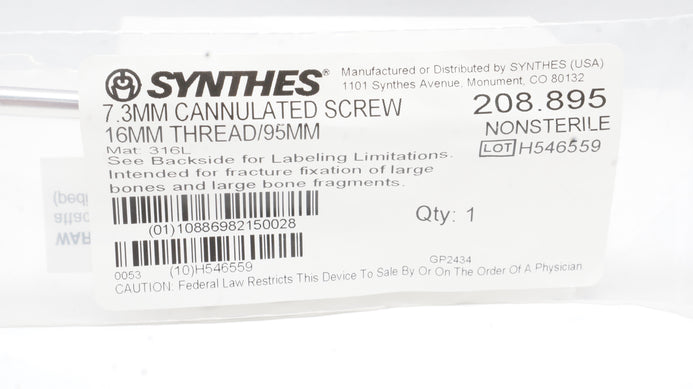 SYNTHES®
Manufactured or Distributed by SYNTHES (USA)
1101 Synthes Avenue, Monument, CO 80132
7.3MM CANNULATED SCREW
16MM THREAD/95MM
208.895
NONSTERILE
LOT H546559
Mat: 316L
See Backside for Labeling Limitations.
Intended for fracture fixation of large
bones and large bone fragments.
(01)10886982150028
Qty: 1
(10)H546559
0053
GP2434
CAUTION: Federal Law Restricts This Device To Sale By Or On The Order Of A Physician